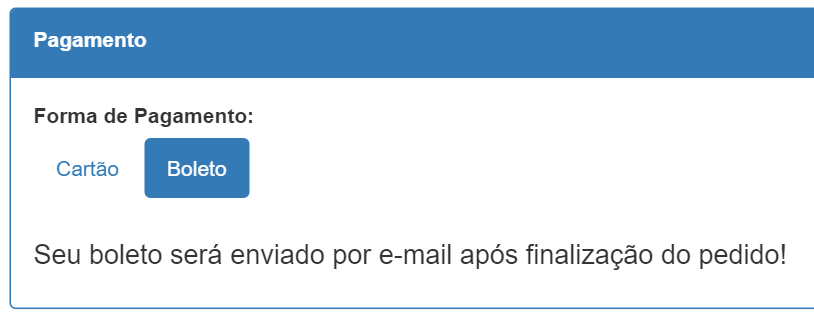 Pagamento
Forma de Pagamento:
Cartão Boleto
Seu boleto será enviado por e-mail após finalização do pedido!